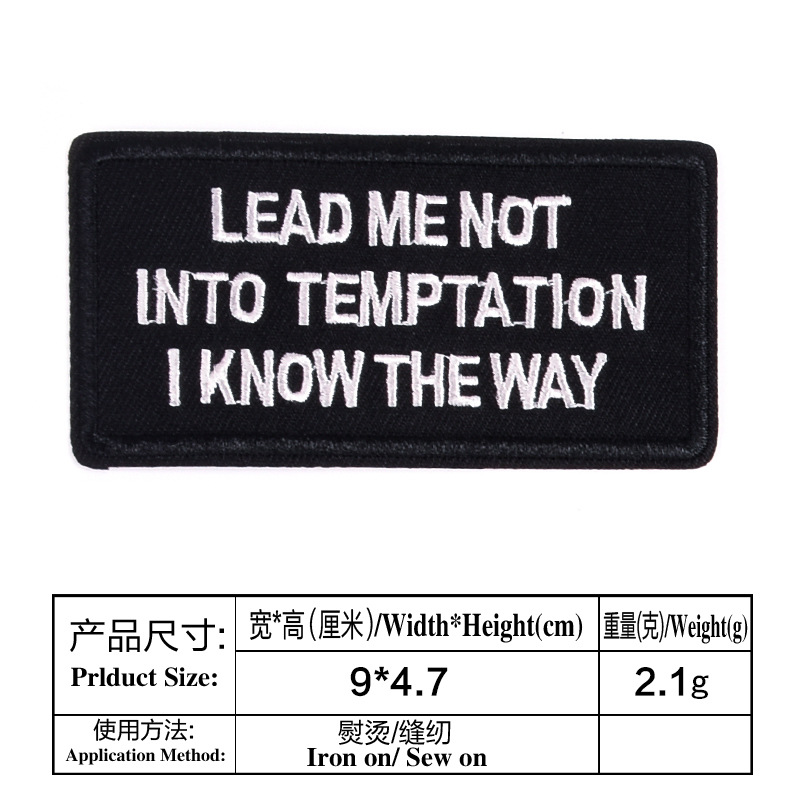 LEAD ME NOT
INTO TEMPTATION
I KNOW THE WAY
产品尺寸:
Prlduct Size:
宽*高(厘米)/Width*Height(cm)
重量(克)/Weight(g)
9*4.7
2.1g
使用方法:
Application Method:
熨烫/缝纫
Iron on/ Sew on